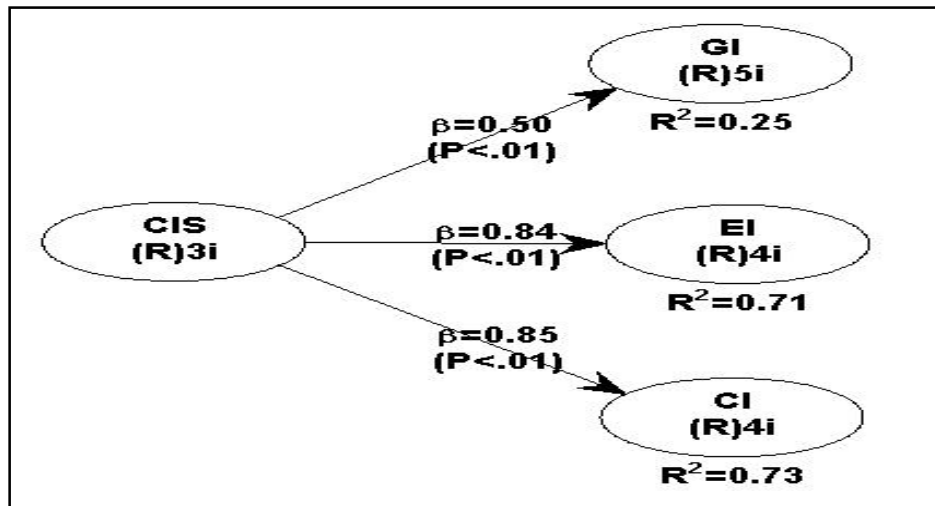 GI
(R)5i
R²=0.25
β=0.50
(P<.01)
CIS
(R)3i
β=0.84
(P<.01)
EI
(R)4i
R²=0.71
β=0.85
(P<.01)
CI
(R)4i
R²=0.73